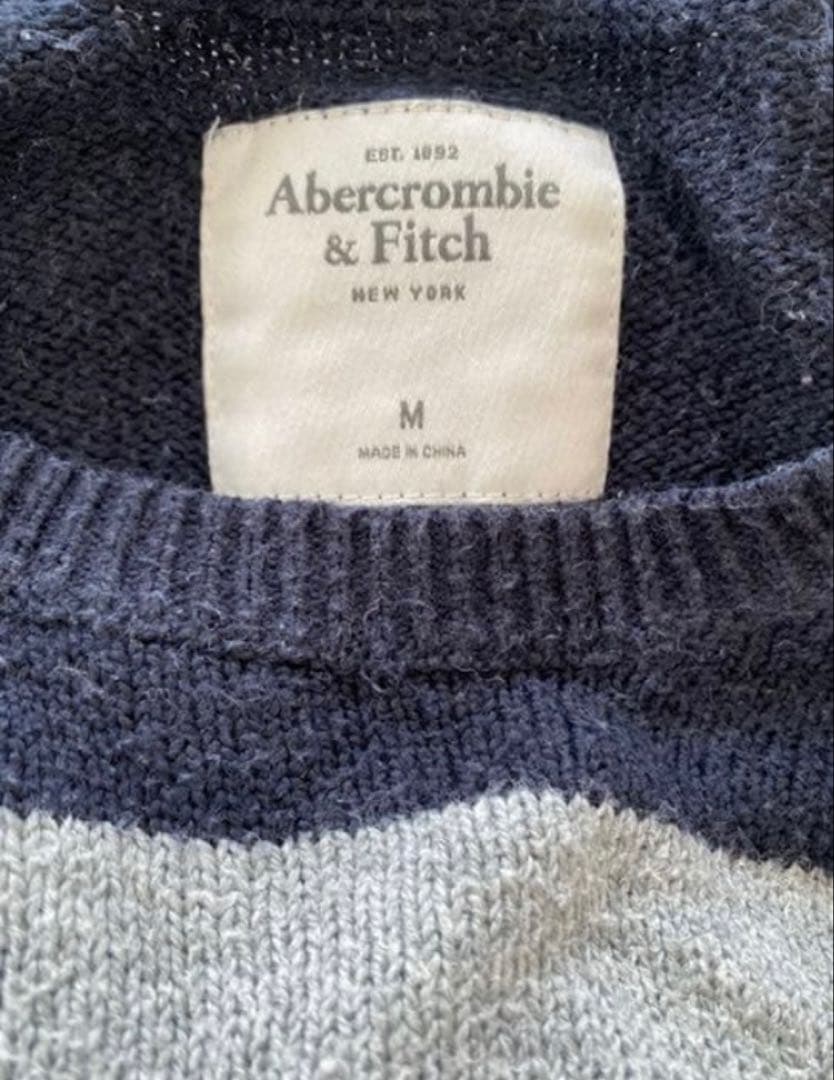 EST. 1892
Abercrombie
& Fitch
NEW YORK
M
MADE IN CHINA